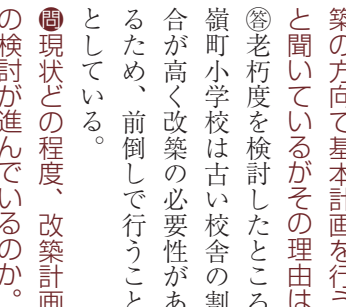 築の方向で基本計画を行う
と聞いているがその理由は
㊟老朽度を検討したところ
嶺町小学校は古い校舎の割
合が高く改築の必要性があ
るため、前倒しで行うこと
としている。
問現状どの程度、改築計画
の検討が進んでいるのか。